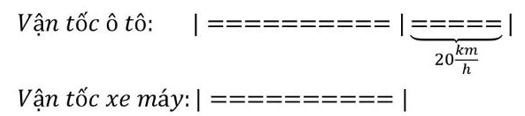 Vận tốc ô tô: | ========== | ===== |
20 km/h
Vận tốc xe máy: | ========== |